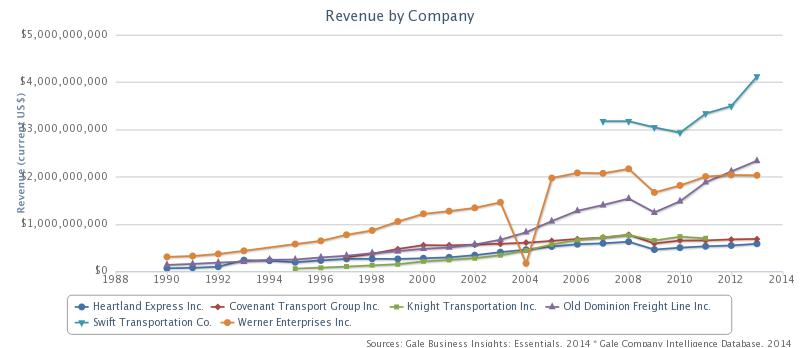 Revenue by Company
$5,000,000,000
$4,000,000,000
$3,000,000,000
$2,000,000,000
$1,000,000,000
$0
Revenue (current US$)
1988 1990 1992 1994 1996 1998 2000 2002 2004 2006 2008 2010 2012 2014
Heartland Express Inc. Covenant Transport Group Inc. Knight Transportation Inc. Old Dominion Freight Line Inc.
Swift Transportation Co. Werner Enterprises Inc.
Sources: Gale Business Insights: Essentials. 2014 * Gale Company Intelligence Database. 2014